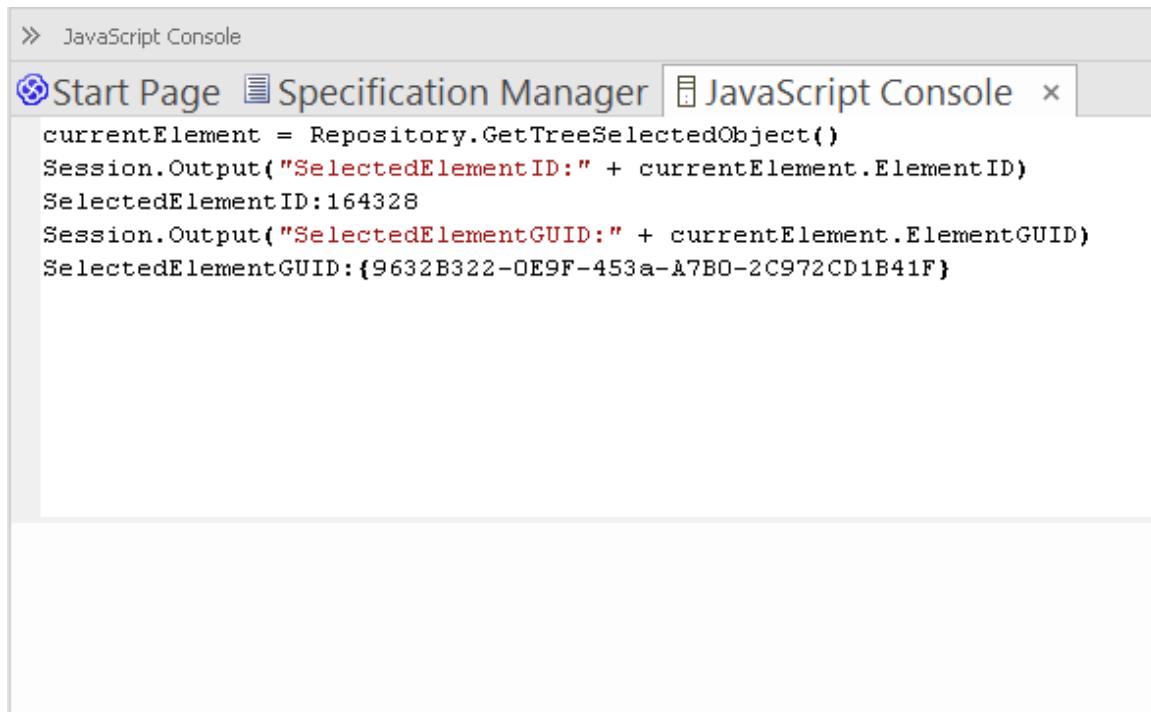 JavaScript Console
Start Page Specification Manager JavaScript Console ×
currentElement = Repository.GetTreeSelectedObject()
Session.Output("SelectedElementID:" + currentElement.ElementID)
SelectedElementID:164328
Session.Output("SelectedElementGUID:" + currentElement.ElementGUID)
SelectedElementGUID:{9632B322-0E9F-453a-A7B0-2C972CD1B41F}